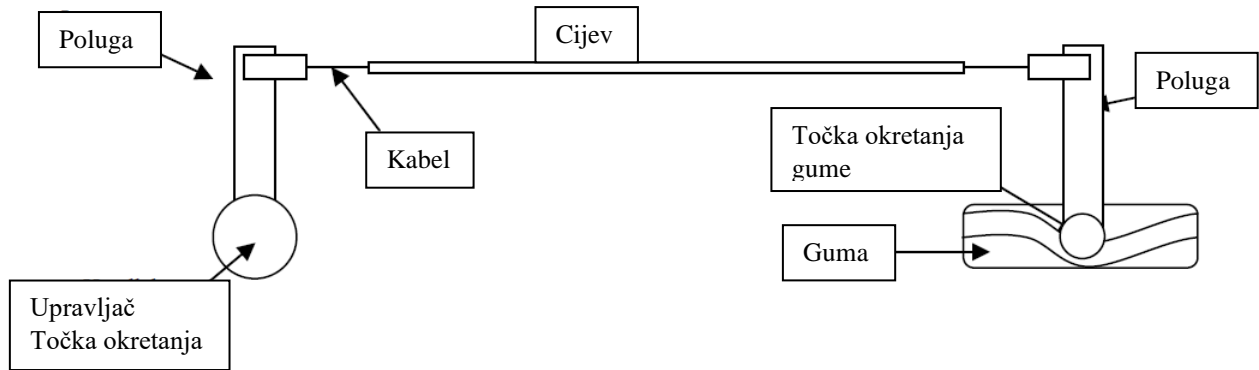 Poluga
Cijev
Poluga
Kabel
Točka okretanja
gume
Guma
Upravljač
Točka okretanja